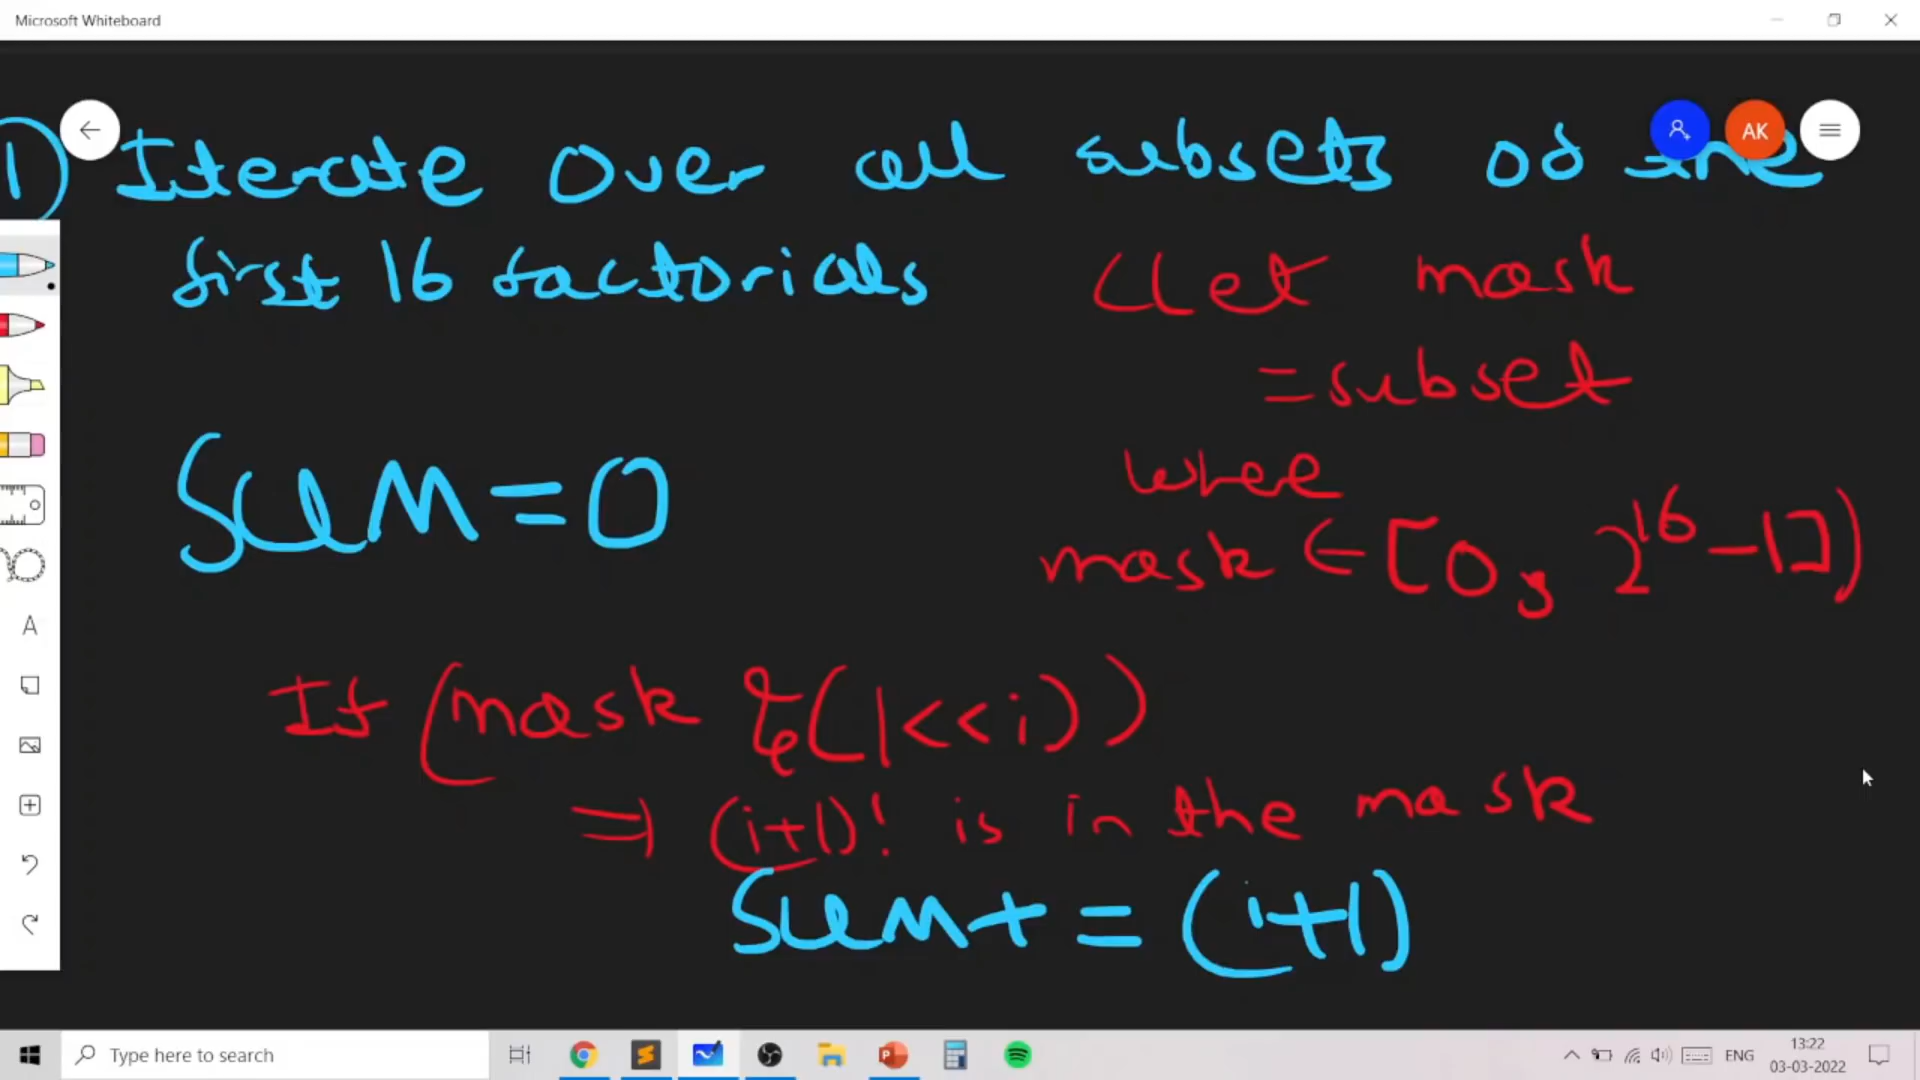 Microsoft Whiteboard
AK
1 Iterate over all subsets of the
first 16 factorials
(Let mask
=subset
where
mask ∈ [0, 2^16-1])
Sum=0
If (mask &(1<<i))
⇒ (i+1)! is in the mask
Sum+=(i+1)
A
Type here to search
ENG
13:22
03-03-2022